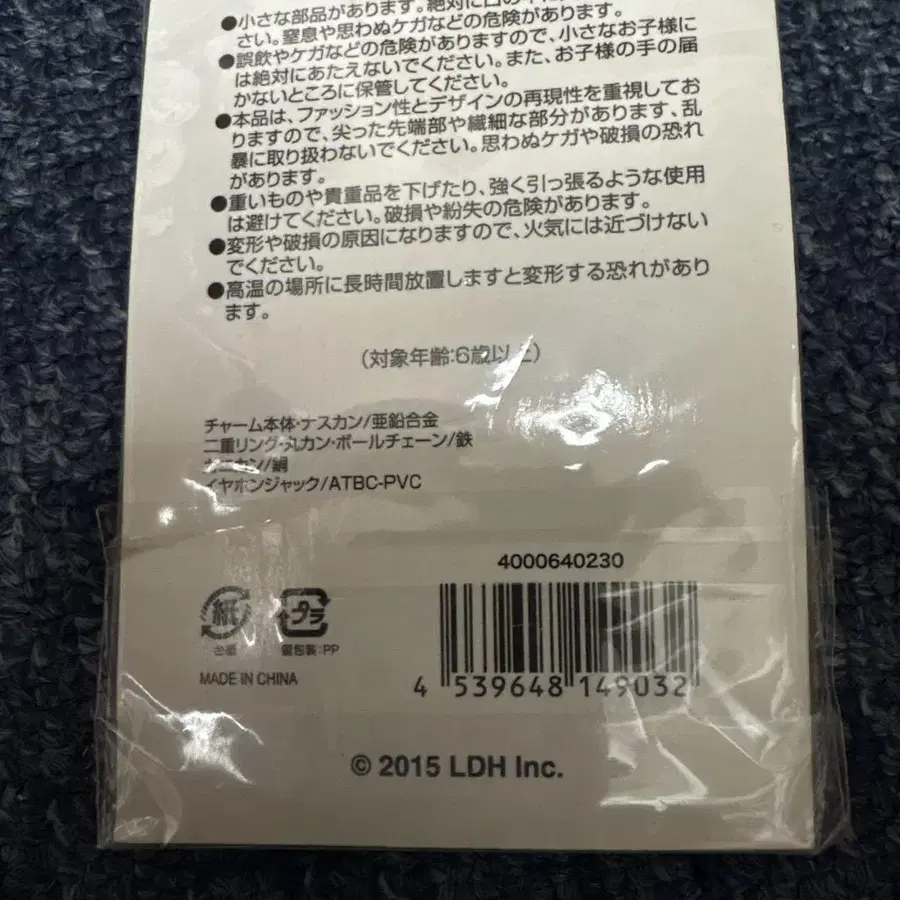 ●小さな部品があります。絶対に口の中に
さい。窒息や思わぬケガなどの危険があります。
●誤飲やケガなどの危険がありますので、小さなお子様に
は絶対にあたえないでください。また、お子様の手の届
かないところに保管してください。
●本品は、ファッション性とデザインの再現性を重視してお
りますので、尖った先端部や繊細な部分があります、乱
暴に取り扱わないでください。思わぬケガや破損の恐れ
があります。
●重いものや貴重品を下げたり、強く引っ張るような使用
は避けてください。破損や紛失の危険があります。
●変形や破損の原因になりますので、火気には近づけない
でください。
●高温の場所に長時間放置しますと変形する恐れがあり
ます。
(対象年齢:6歳以上)
チャーム本体・ナスカン/亜鉛合金
二重リング・丸カン・ボールチェーン/鉄
カニカン/銅
イヤホンジャック/ATBC-PVC
4000640230
紙 プラ
台紙 個包装:PP
MADE IN CHINA
4 539648 149032
© 2015 LDH Inc.